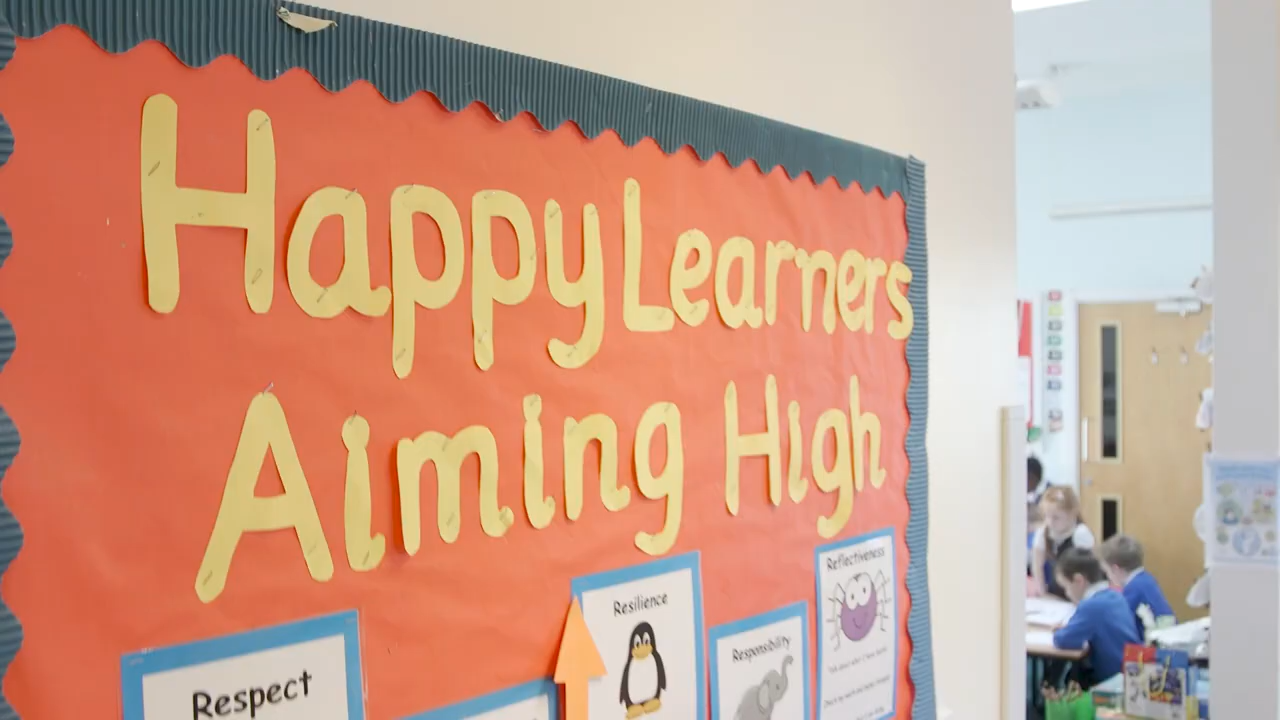 Happy Learners
Aiming High
Respect
Resilience
Responsibility
Reflectiveness